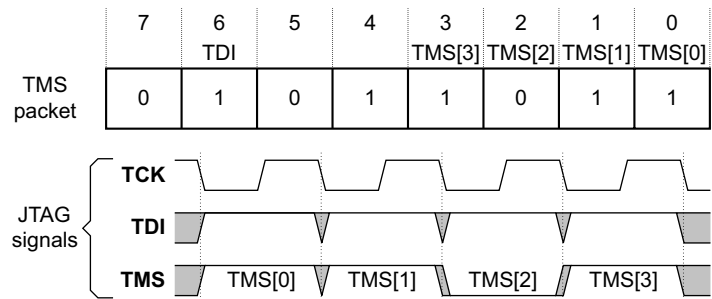 7 6 5 4 3 2 1 0
TDI TMS[3] TMS[2] TMS[1] TMS[0]
TMS
packet
0 1 0 1 1 0 1 1
TCK
JTAG
signals
TDI
TMS TMS[0] TMS[1] TMS[2] TMS[3]